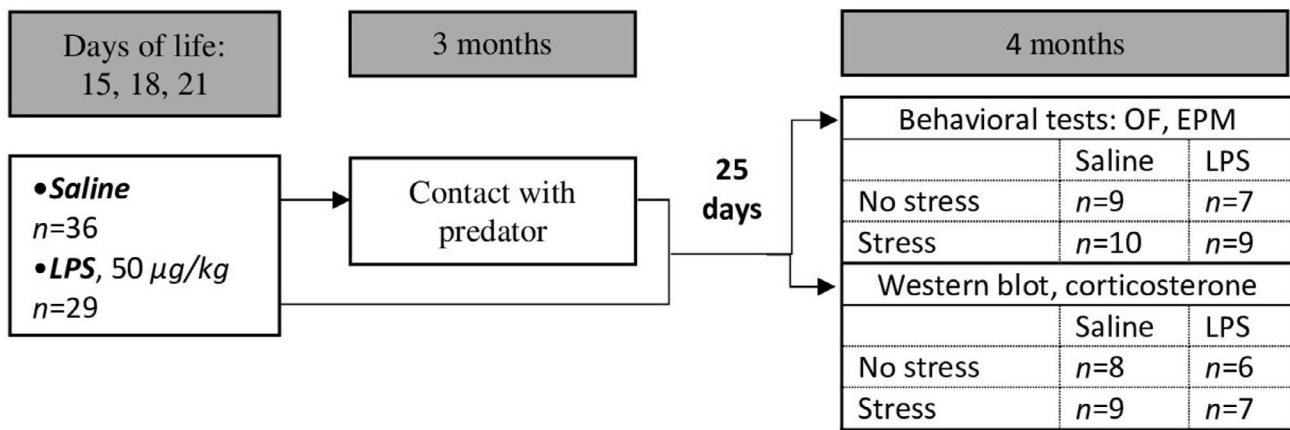 Days of life:
15, 18, 21
3 months
4 months
•Saline
n=36
•LPS, 50 µg/kg
n=29
Contact with
predator
25
days
Behavioral tests: OF, EPM
Saline LPS
No stress n=9 n=7
Stress n=10 n=9
Western blot, corticosterone
Saline LPS
No stress n=8 n=6
Stress n=9 n=7